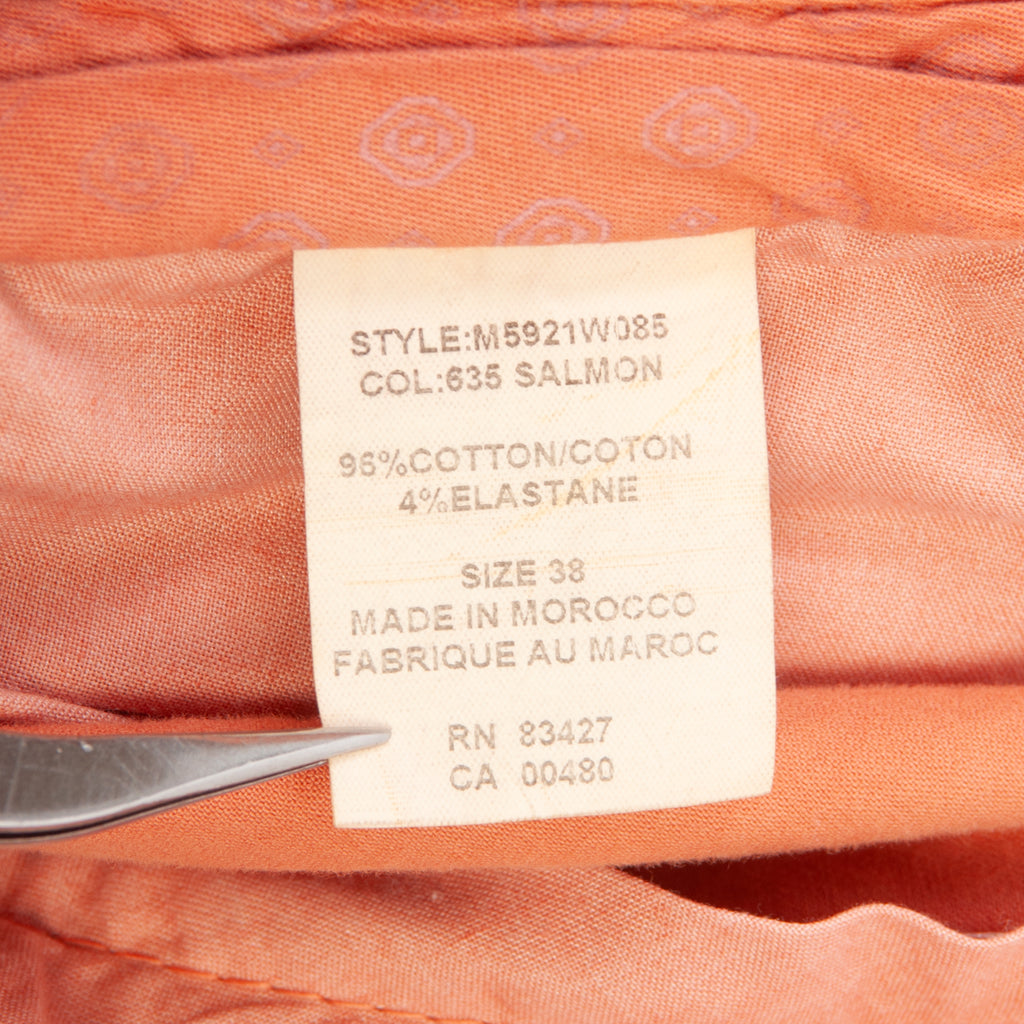 STYLE:M5921W085
COL:635 SALMON
96%COTTON/COTON
4%ELASTANE
SIZE 38
MADE IN MOROCCO
FABRIQUE AU MAROC
RN 83427
CA 00480